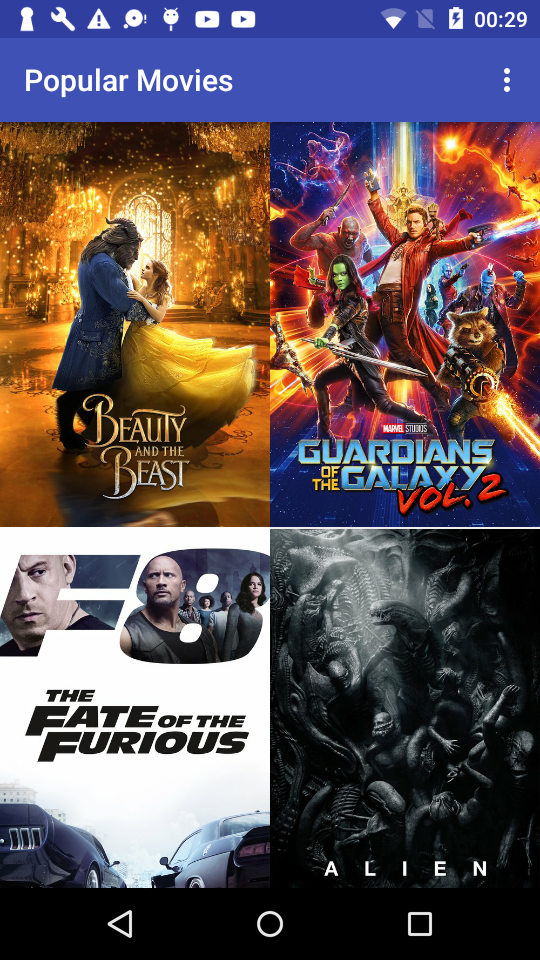 00:29
Popular Movies
BEAUTY
AND THE
BEAST
MARVEL STUDIOS
GUARDIANS
OF
THE
GALAXY
VOL. 2
F8
THE
FATE OF THE
FURIOUS
ALIEN